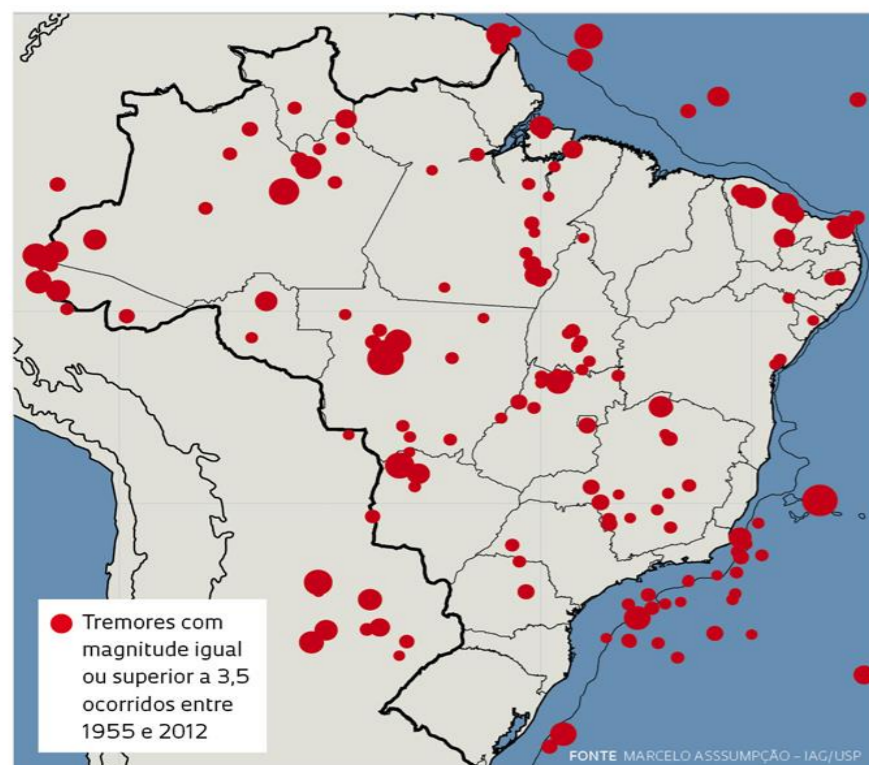 Tremores com
magnitude igual
ou superior a 3,5
ocorridos entre
1955 e 2012
FONTE MARCELO ASSSUMPÇÃO – IAG/USP